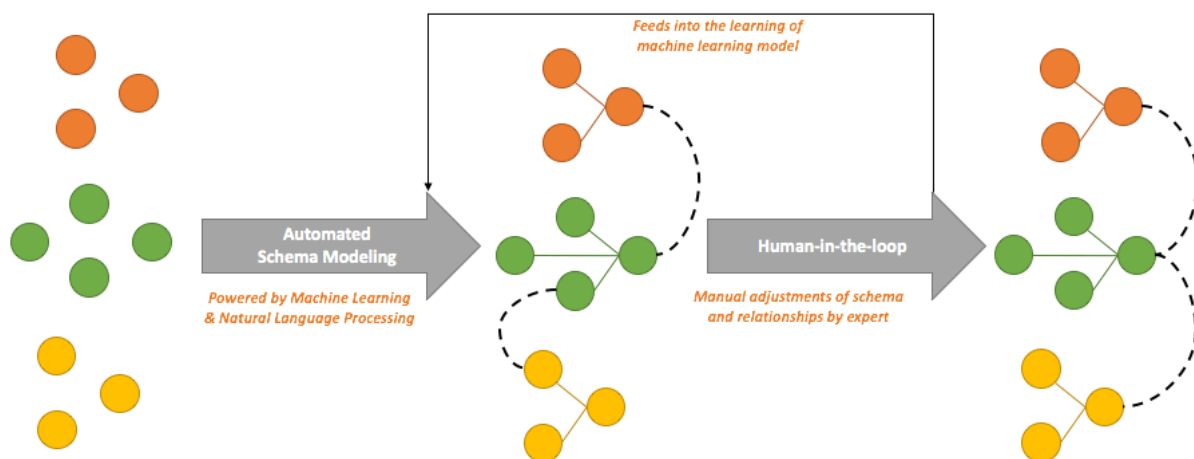 Feeds into the learning of
machine learning model
Automated
Schema Modeling
Powered by Machine Learning
& Natural Language Processing
Human-in-the-loop
Manual adjustments of schema
and relationships by expert